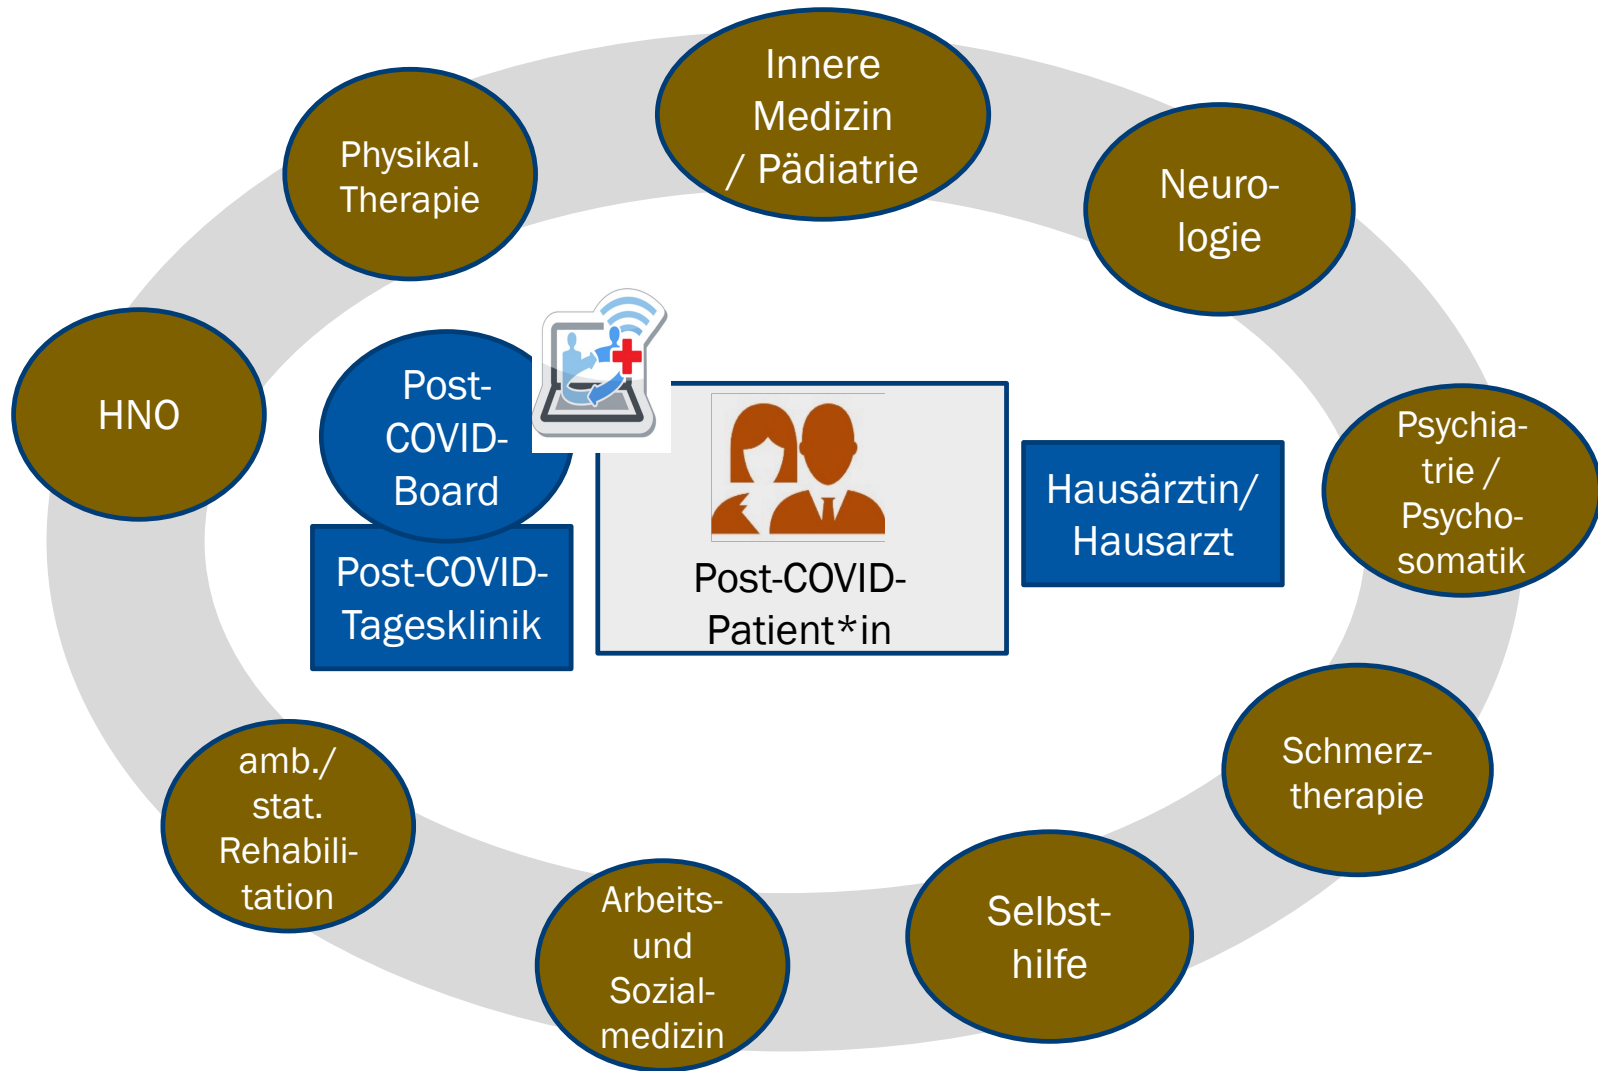 Innere
Medizin
/ Pädiatrie
Physikal.
Therapie
Neuro-
logie
HNO
Post-
COVID-
Board
Post-COVID-
Tagesklinik
Post-COVID-
Patient*in
Hausärztin/
Hausarzt
Psychia-
trie /
Psycho-
somatik
amb./
stat.
Rehabili-
tation
Arbeits-
und
Sozial-
medizin
Selbst-
hilfe
Schmerz-
therapie